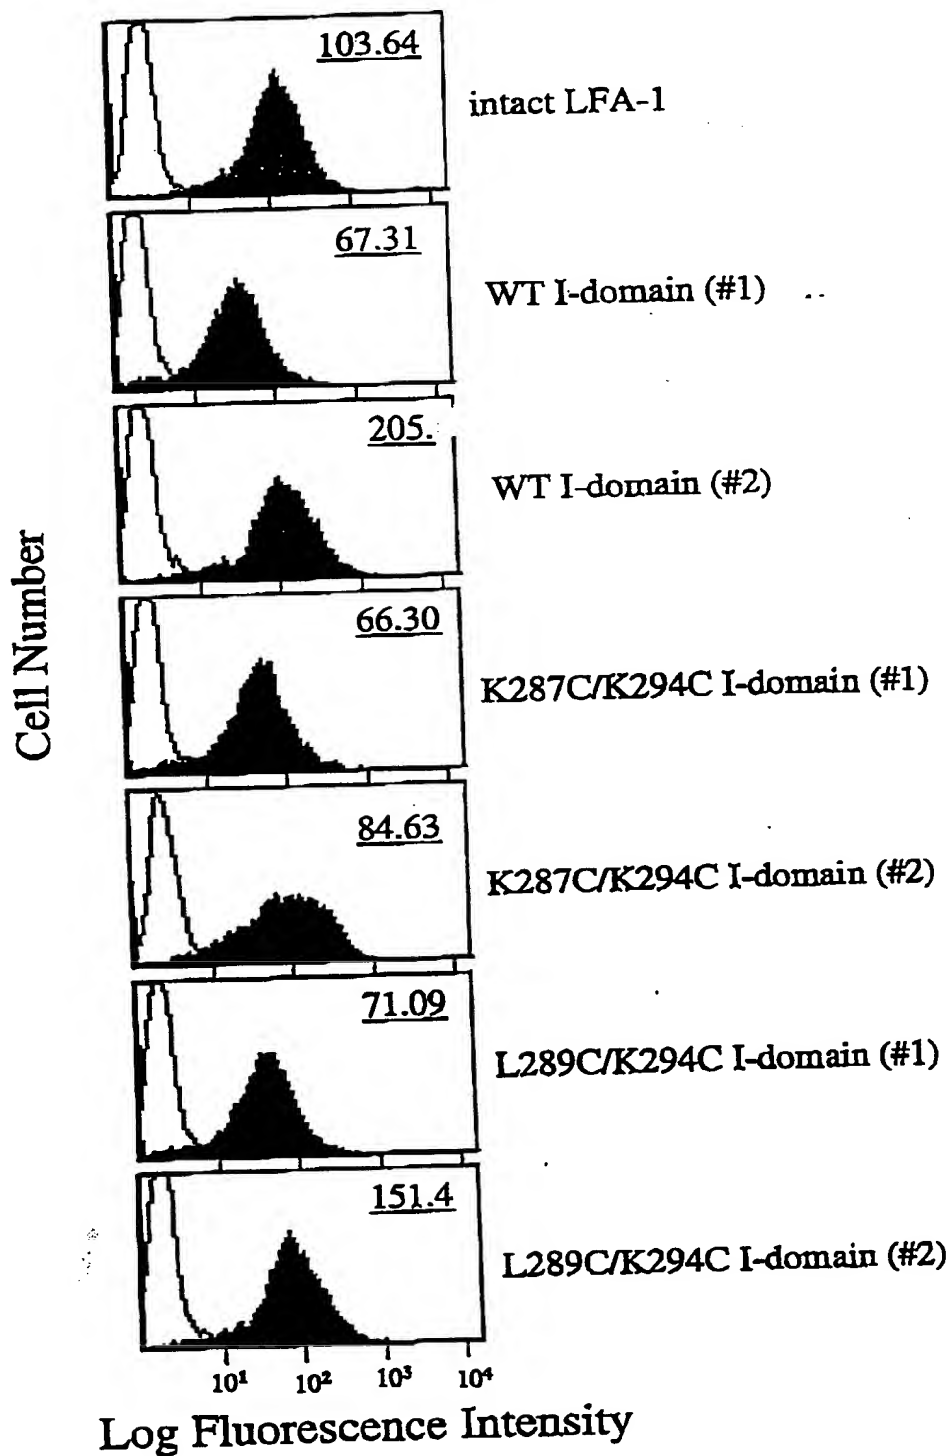 103.64
intact LFA-1
67.31
WT I-domain (#1)
205.
WT I-domain (#2)
66.30
K287C/K294C I-domain (#1)
84.63
K287C/K294C I-domain (#2)
71.09
L289C/K294C I-domain (#1)
151.4
L289C/K294C I-domain (#2)
Cell Number
10¹ 10² 10³ 10⁴
Log Fluorescence Intensity